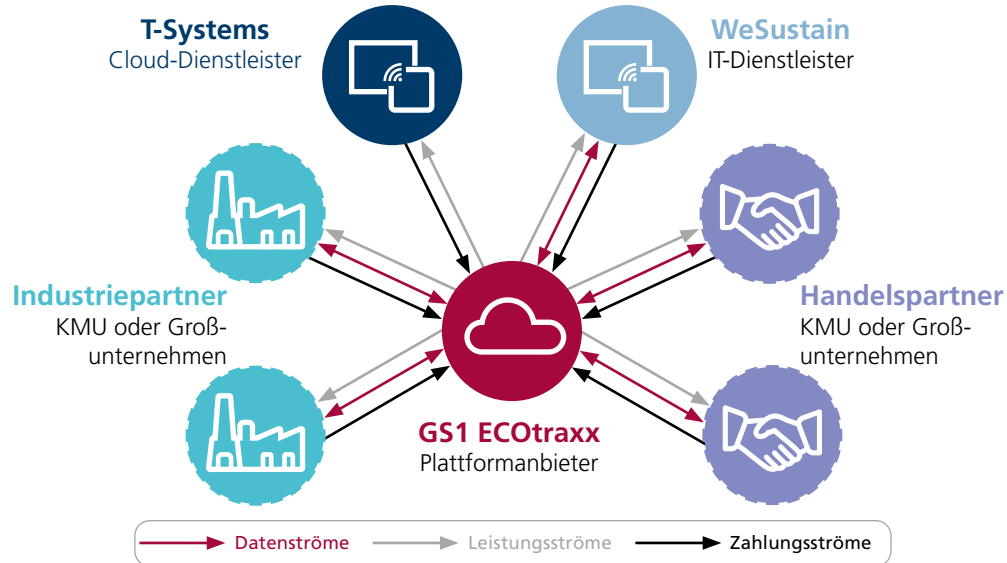 T-Systems
Cloud-Dienstleister
WeSustain
IT-Dienstleister
Industriepartner
KMU oder Groß-
unternehmen
Handelspartner
KMU oder Groß-
unternehmen
GS1 ECOtraxx
Plattformanbieter
Datenströme
Leistungsströme
Zahlungsströme